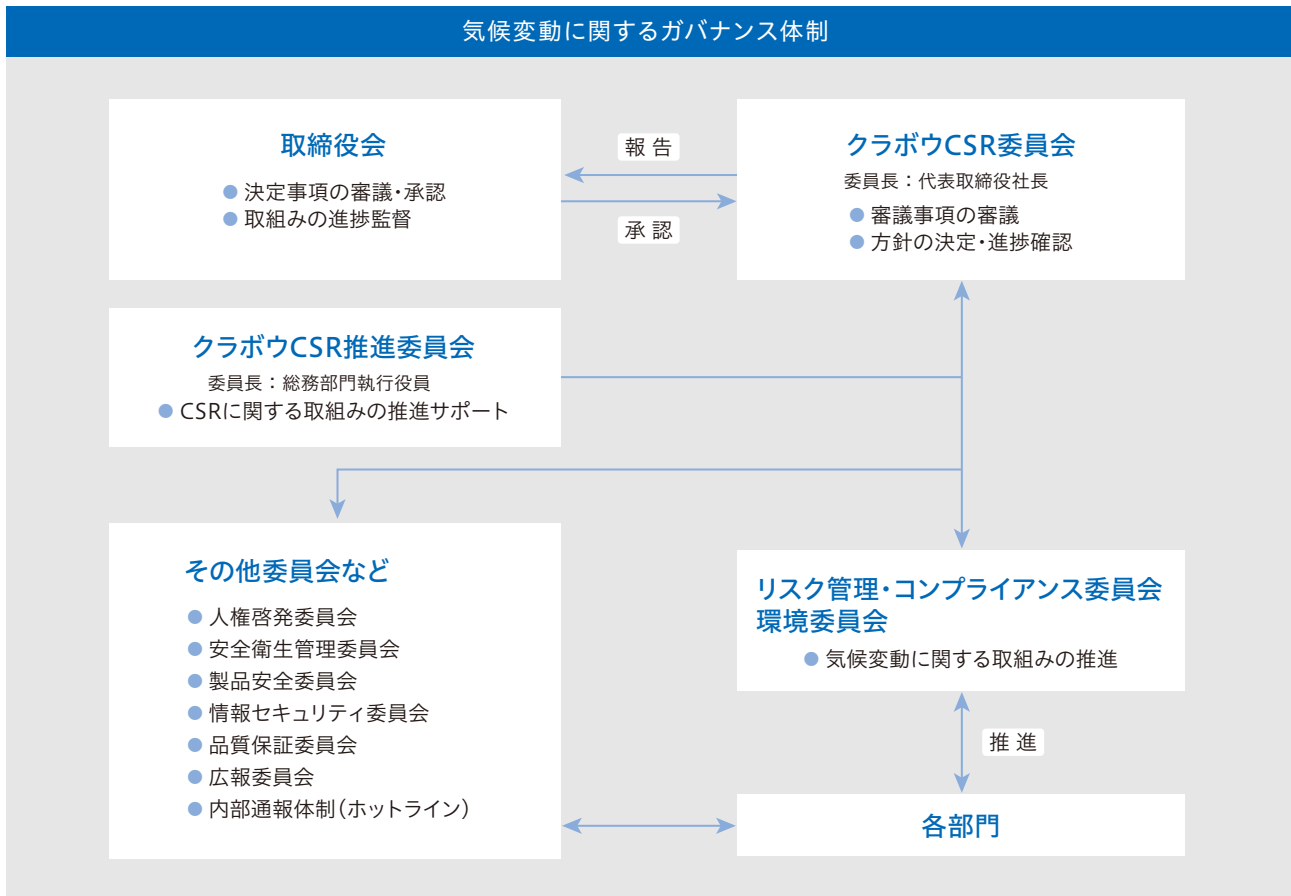 気候変動に関するガバナンス体制
取締役会
● 決定事項の審議・承認
● 取組みの進捗監督
報告
承認
クラボウCSR委員会
委員長：代表取締役社長
● 審議事項の審議
● 方針の決定・進捗確認
クラボウCSR推進委員会
委員長：総務部門執行役員
● CSRに関する取組みの推進サポート
その他委員会など
● 人権啓発委員会
● 安全衛生管理委員会
● 製品安全委員会
● 情報セキュリティ委員会
● 品質保証委員会
● 広報委員会
● 内部通報体制（ホットライン）
リスク管理・コンプライアンス委員会
環境委員会
● 気候変動に関する取組みの推進
推進
各部門